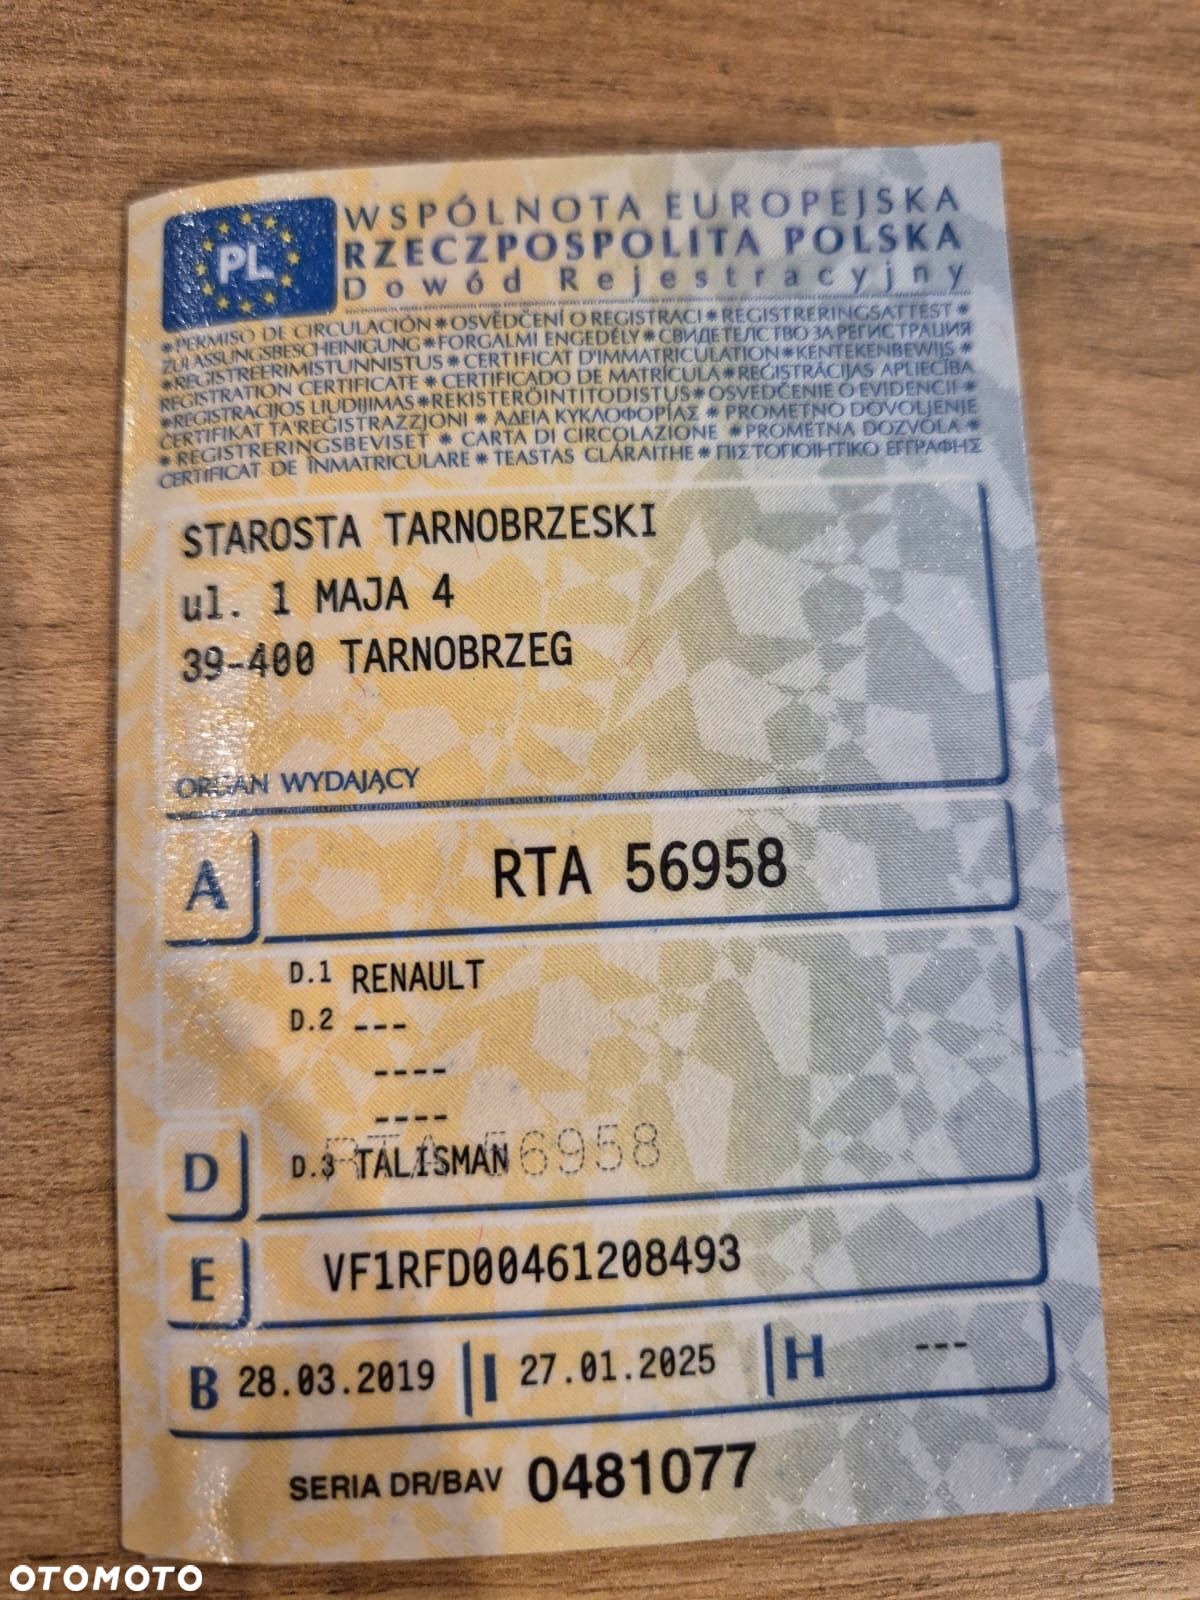 PL
WSPÓLNOTA EUROPEJSKA
RZECZPOSPOLITA POLSKA
Dowód Rejestracyjny
* PERMISO DE CIRCULACIÓN * OSVĚDČENÍ O REGISTRACI * REGISTRERINGSATTEST *
ZULASSUNGSBESCHEINIGUNG * FORGALMI ENGEDÉLY * СВИДЕТЕЛСТВО ЗА РЕГИСТРАЦИЯ
* REGISTREERIMISTUNNISTUS * CERTIFICAT D'IMMATRICULATION * KENTEKENBEWIJS *
REGISTRATION CERTIFICATE * CERTIFICADO DE MATRÍCULA * REĢISTRĀCIJAS APLIECĪBA
* REGISTRACIJOS LIUDIJIMAS * REKISTERÖINTITODISTUS * OSVEDČENIE O EVIDENCII *
CERTIFIKAT TA'REĠISTRAZZJONI * ΑΔΕΙΑ ΚΥΚΛΟΦΟΡΙΑΣ * PROMETNO DOVOLJENJE
* REGISTRERINGSBEVISET * CARTA DI CIRCOLAZIONE * PROMETNA DOZVOLA *
CERTIFICAT DE ÎNMATRICULARE * TEASTAS CLÁRAITHE * ΠΙΣΤΟΠΟΙΗΤΙΚΟ ΕΓΓΡΑΦΗΣ
STAROSTA TARNOBRZESKI
ul. 1 MAJA 4
39-400 TARNOBRZEG
ORGAN WYDAJĄCY
A RTA 56958
D.1 RENAULT
D.2 ---
----
----
D D.3 TALISMAN
RTA 56958
E VF1RFD00461208493
B 28.03.2019 I 27.01.2025 H ---
SERIA DR/BAV 0481077
OTOMOTO